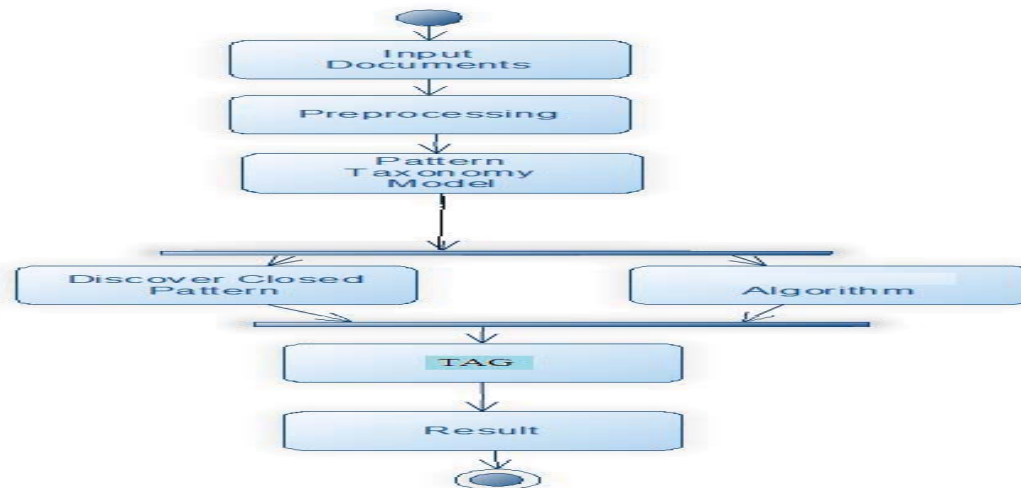 Input
Documents
Preprocessing
Pattern
Taxonomy
Model
Discover Closed
Pattern
Algorithm
TAG
Result